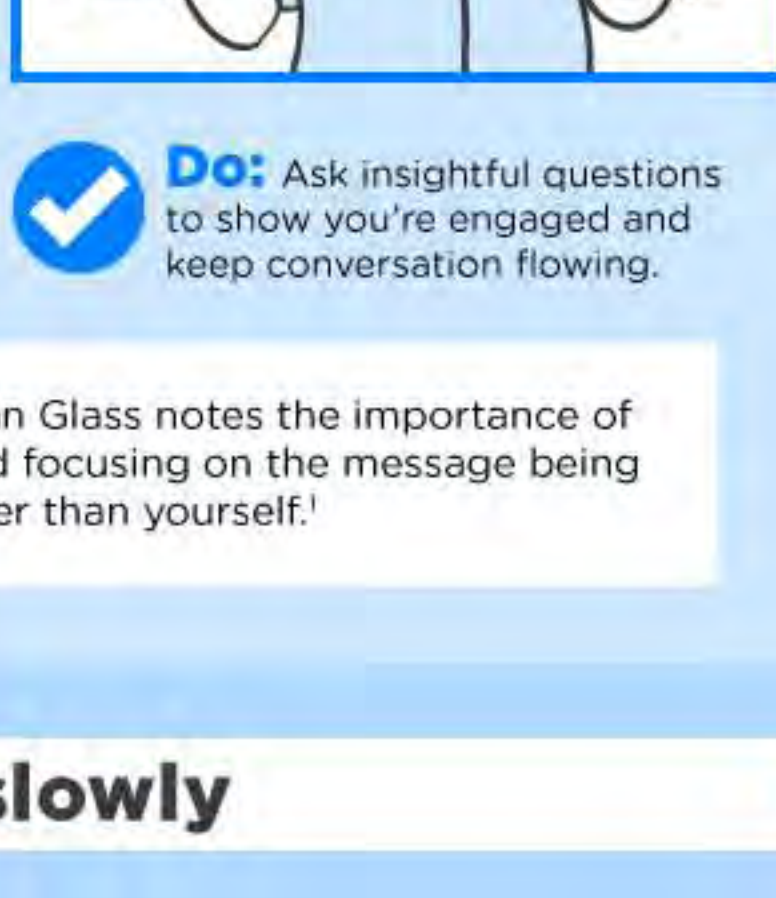 Do: Ask insightful questions
to show you're engaged and
keep conversation flowing.
n Glass notes the importance of
focusing on the message being
er than yourself.¹
slowly